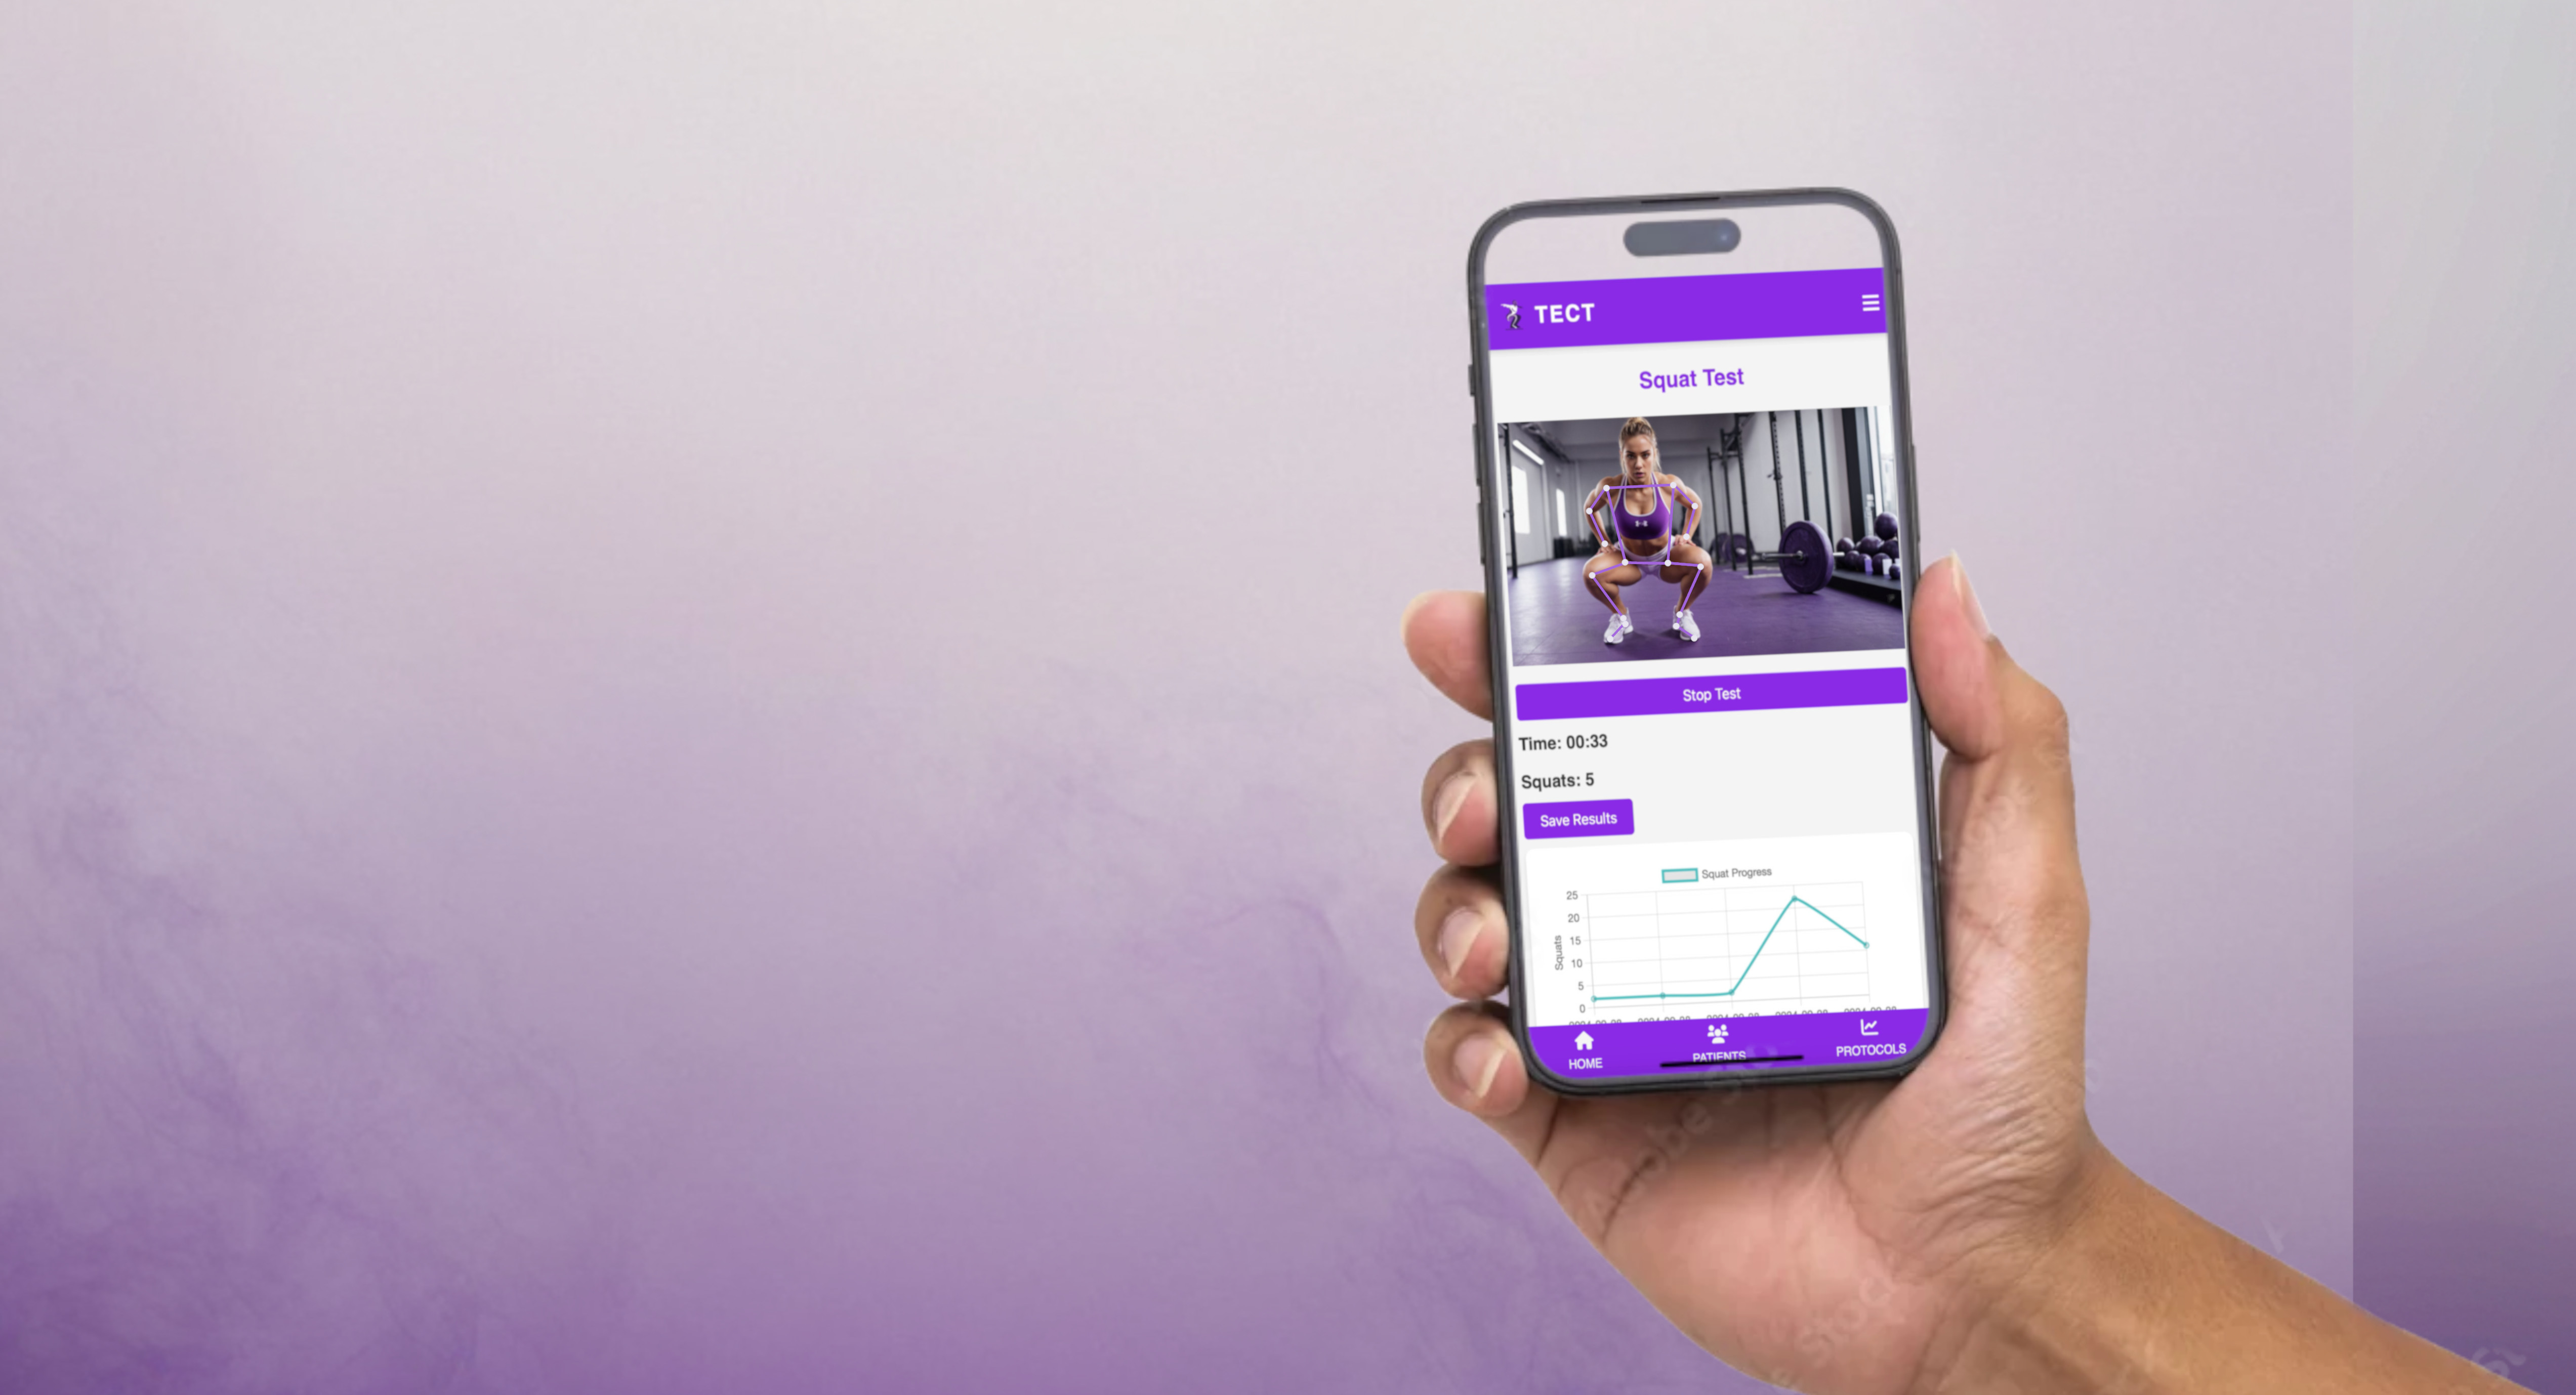 TECT
Squat Test
Stop Test
Time: 00:33
Squats: 5
Save Results
Squat Progress
25
20
15
10
5
0
Squats
HOME
PATIENTS
PROTOCOLS